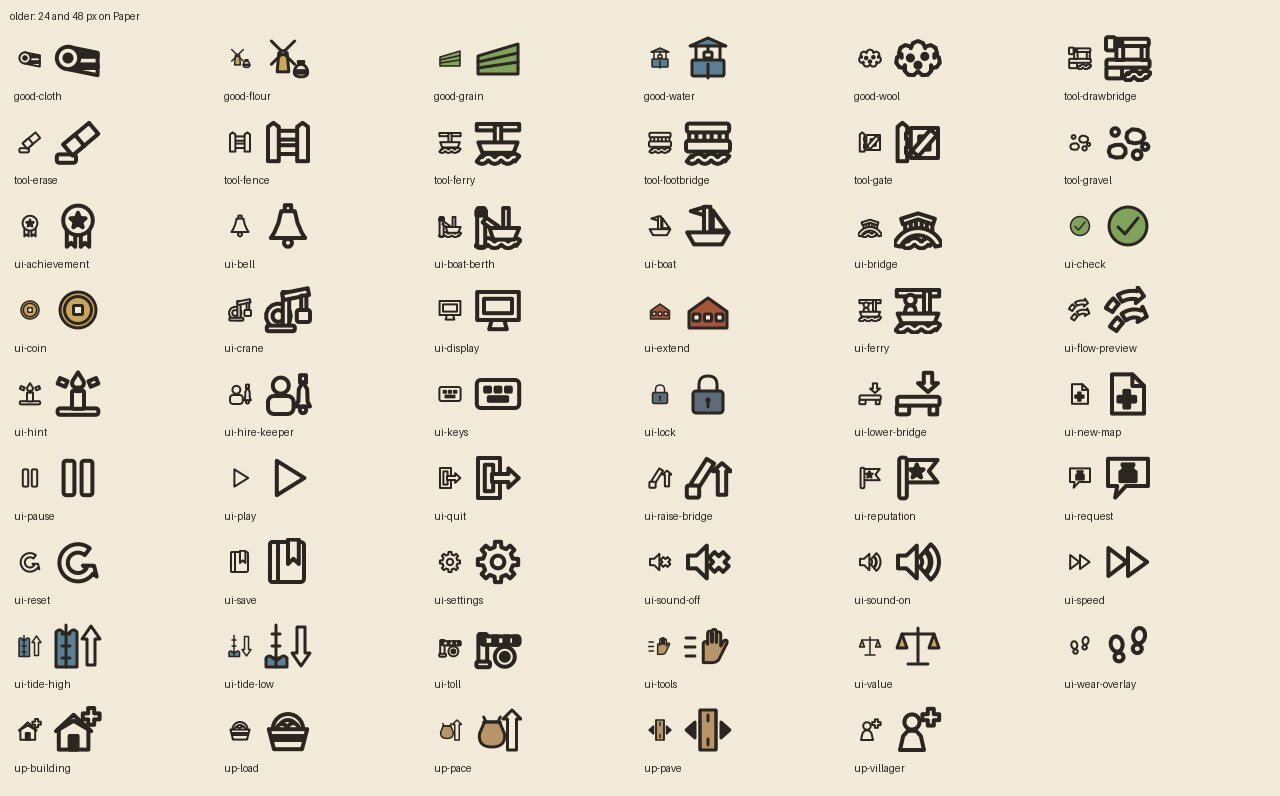 older: 24 and 48 px on Paper
good-cloth good-flour good-grain good-water good-wool tool-drawbridge
tool-erase tool-fence tool-ferry tool-footbridge tool-gate tool-gravel
ui-achievement ui-bell ui-boat-berth ui-boat ui-bridge ui-check
ui-coin ui-crane ui-display ui-extend ui-ferry ui-flow-preview
ui-hint ui-hire-keeper ui-keys ui-lock ui-lower-bridge ui-new-map
ui-pause ui-play ui-quit ui-raise-bridge ui-reputation ui-request
ui-reset ui-save ui-settings ui-sound-off ui-sound-on ui-speed
ui-tide-high ui-tide-low ui-toll ui-tools ui-value ui-wear-overlay
up-building up-load up-pace up-pave up-villager